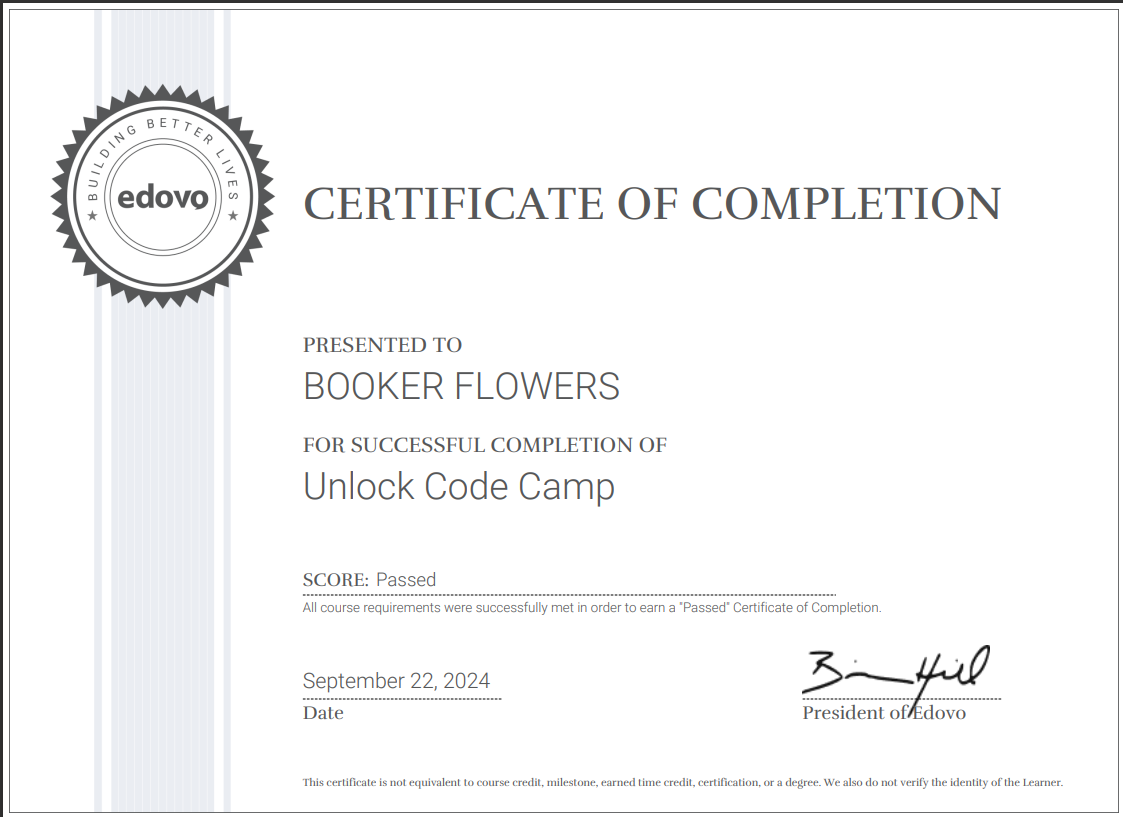 BUILDING BETTER LIVES
edovo
CERTIFICATE OF COMPLETION
PRESENTED TO
BOOKER FLOWERS
FOR SUCCESSFUL COMPLETION OF
Unlock Code Camp
SCORE: Passed
All course requirements were successfully met in order to earn a "Passed" Certificate of Completion.
September 22, 2024
Date
Brian Hill
President of Edovo
This certificate is not equivalent to course credit, milestone, earned time credit, certification, or a degree. We also do not verify the identity of the Learner.